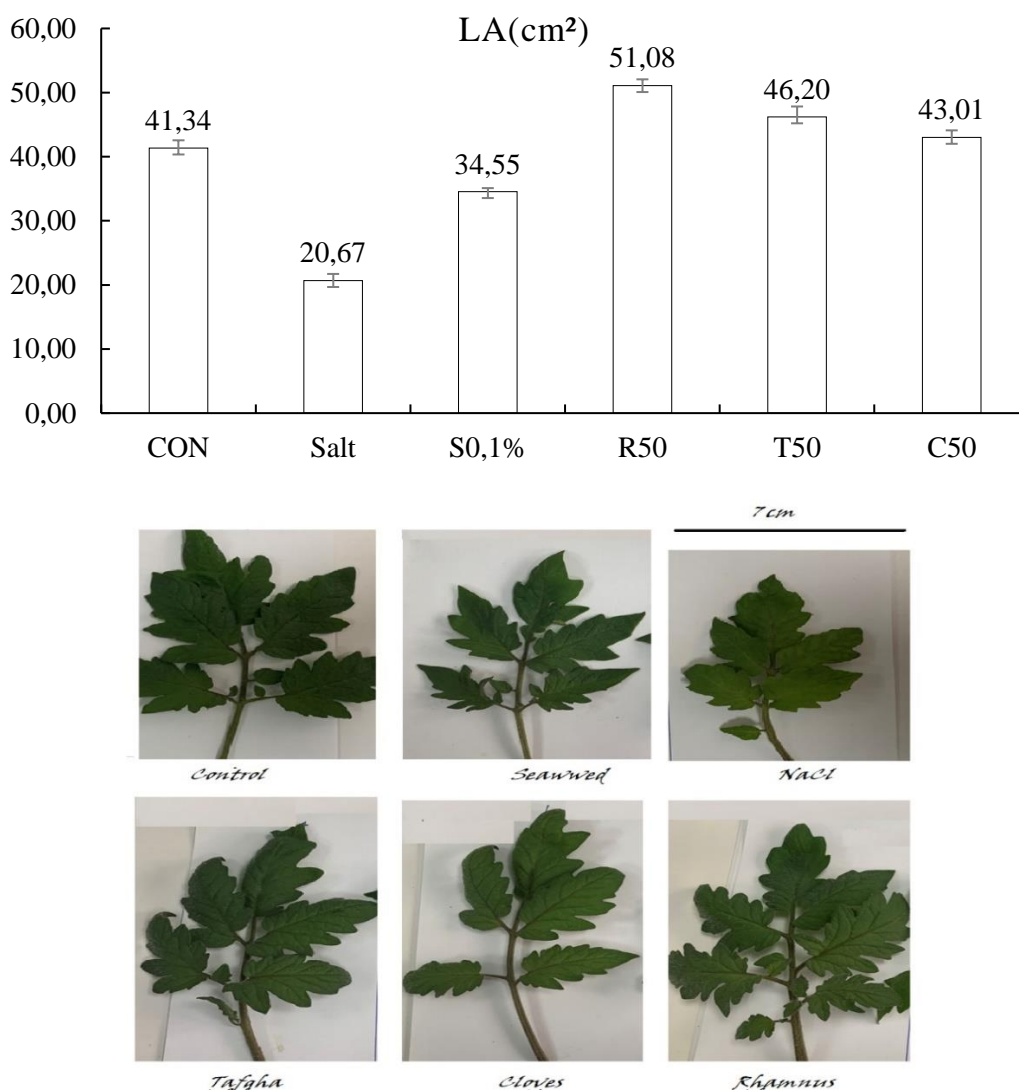 LA(cm²)
60,00
50,00
40,00
30,00
20,00
10,00
0,00
41,34
20,67
34,55
51,08
46,20
43,01
CON Salt S0,1% R50 T50 C50
7cm
Control Seawwed NaCl
Tafgha Cloves Rhamnus